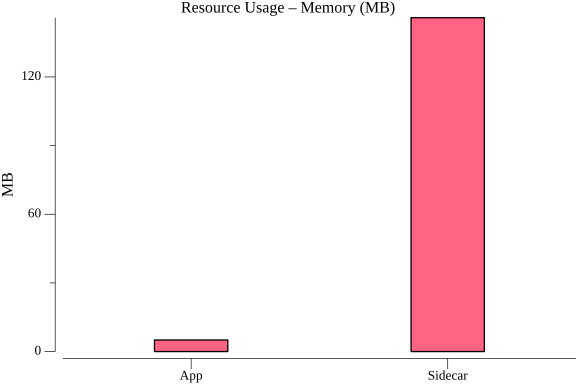 Resource Usage – Memory (MB)
120
60
0
MB
App
Sidecar